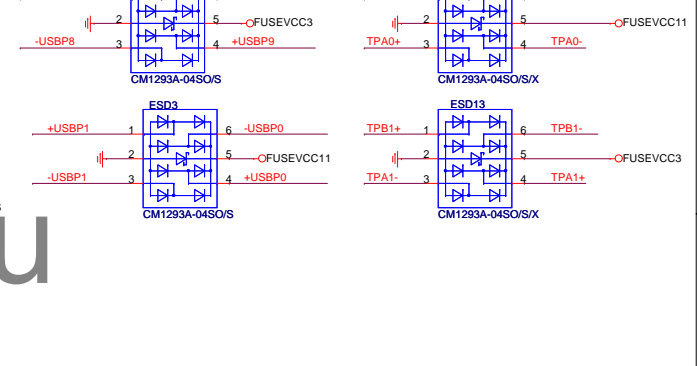 2 5 FUSEVCC3
-USBP8 3 4 +USBP9
CM1293A-04SO/S
2 5 FUSEVCC11
TPA0+ 3 4 TPA0-
CM1293A-04SO/S/X
ESD3
+USBP1 1 6 -USBP0
2 5 FUSEVCC11
-USBP1 3 4 +USBP0
CM1293A-04SO/S
ESD13
TPB1+ 1 6 TPB1-
2 5 FUSEVCC3
TPA1- 3 4 TPA1+
CM1293A-04SO/S/X
u